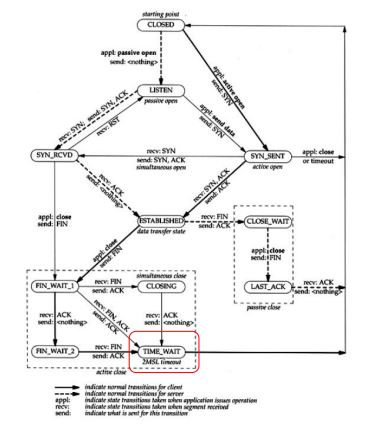 starting point
CLOSED
appl: passive open
send: <nothing>
appl: active open
send: SYN
LISTEN
passive open
recv: SYN; send: SYN, ACK
recv: RST
appl: send data
send: SYN
SYN_RCVD
recv: SYN
send: SYN, ACK
simultaneous open
SYN_SENT
active open
appl: close
or timeout
recv: ACK
send: <nothing>
recv: SYN, ACK
send: ACK
appl: close
send: FIN
ESTABLISHED
data transfer state
recv: FIN
send: ACK
CLOSE_WAIT
appl: close
send: FIN
appl: close
send: FIN
LAST_ACK
recv: ACK
send: <nothing>
passive close
simultaneous close
FIN_WAIT_1
recv: FIN
send: ACK
CLOSING
recv: ACK
send: <nothing>
recv: FIN, ACK
send: ACK
recv: ACK
send: <nothing>
FIN_WAIT_2
recv: FIN
send: ACK
TIME_WAIT
2MSL timeout
active close
indicate normal transitions for client
indicate normal transitions for server
appl: indicate state transitions taken when application issues operation
recv: indicate state transitions taken when segment received
send: indicate what is sent for this transition